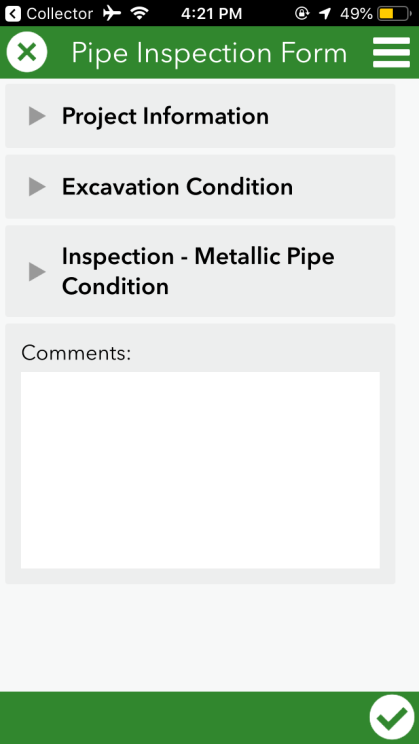 Collector 4:21 PM 49%
Pipe Inspection Form
Project Information
Excavation Condition
Inspection - Metallic Pipe
Condition
Comments: